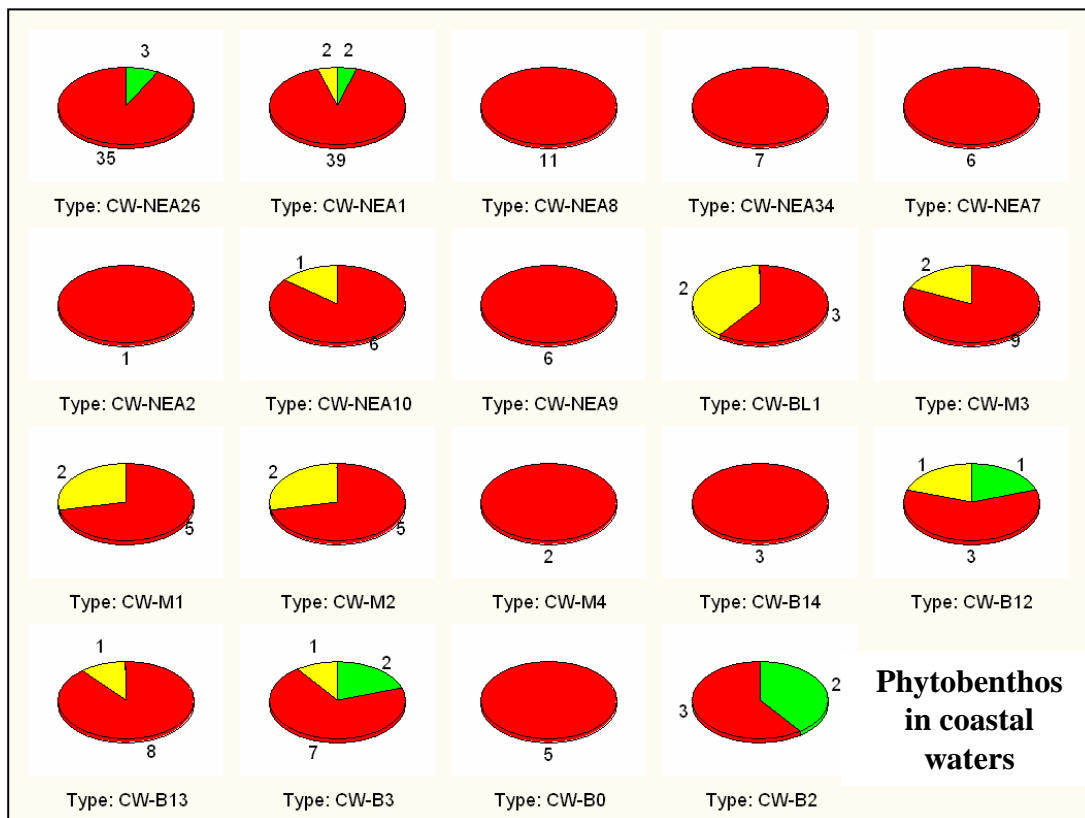 3
35
Type: CW-NEA26
2 2
39
Type: CW-NEA1
11
Type: CW-NEA8
7
Type: CW-NEA34
6
Type: CW-NEA7
1
Type: CW-NEA2
1
6
Type: CW-NEA10
6
Type: CW-NEA9
2
3
Type: CW-BL1
2
9
Type: CW-M3
2
5
Type: CW-M1
2
5
Type: CW-M2
2
Type: CW-M4
3
Type: CW-B14
1 1
3
Type: CW-B12
1
8
Type: CW-B13
1
2
7
Type: CW-B3
5
Type: CW-B0
2
3
Type: CW-B2
Phytobenthos
in coastal
waters